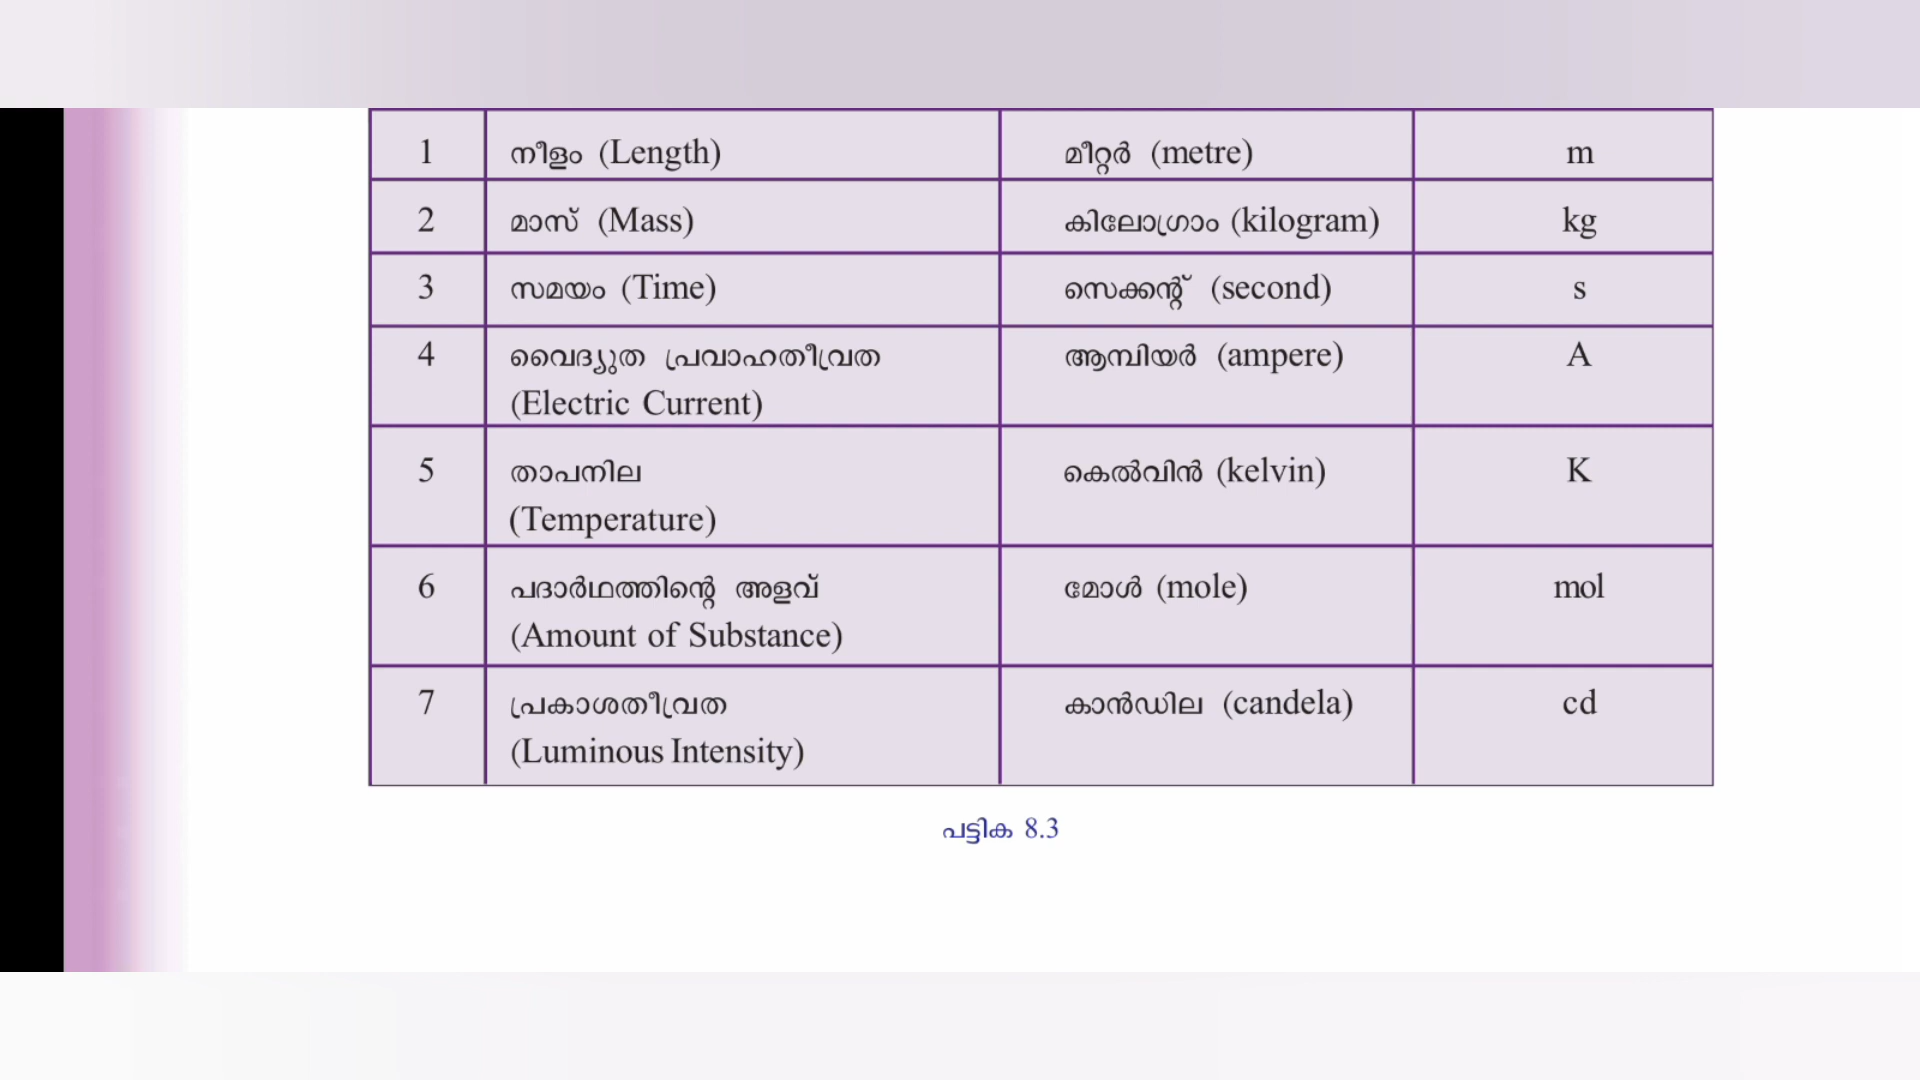 1 നീളം (Length) മീറ്റർ (metre) m
2 മാസ് (Mass) കിലോഗ്രാം (kilogram) kg
3 സമയം (Time) സെക്കന്റ് (second) s
4 വൈദ്യുത പ്രവാഹതീവ്രത ആമ്പിയർ (ampere) A
(Electric Current)
5 താപനില കെൽവിൻ (kelvin) K
(Temperature)
6 പദാർഥത്തിന്റെ അളവ് മോൾ (mole) mol
(Amount of Substance)
7 പ്രകാശതീവ്രത കാൻഡില (candela) cd
(Luminous Intensity)
പട്ടിക 8.3